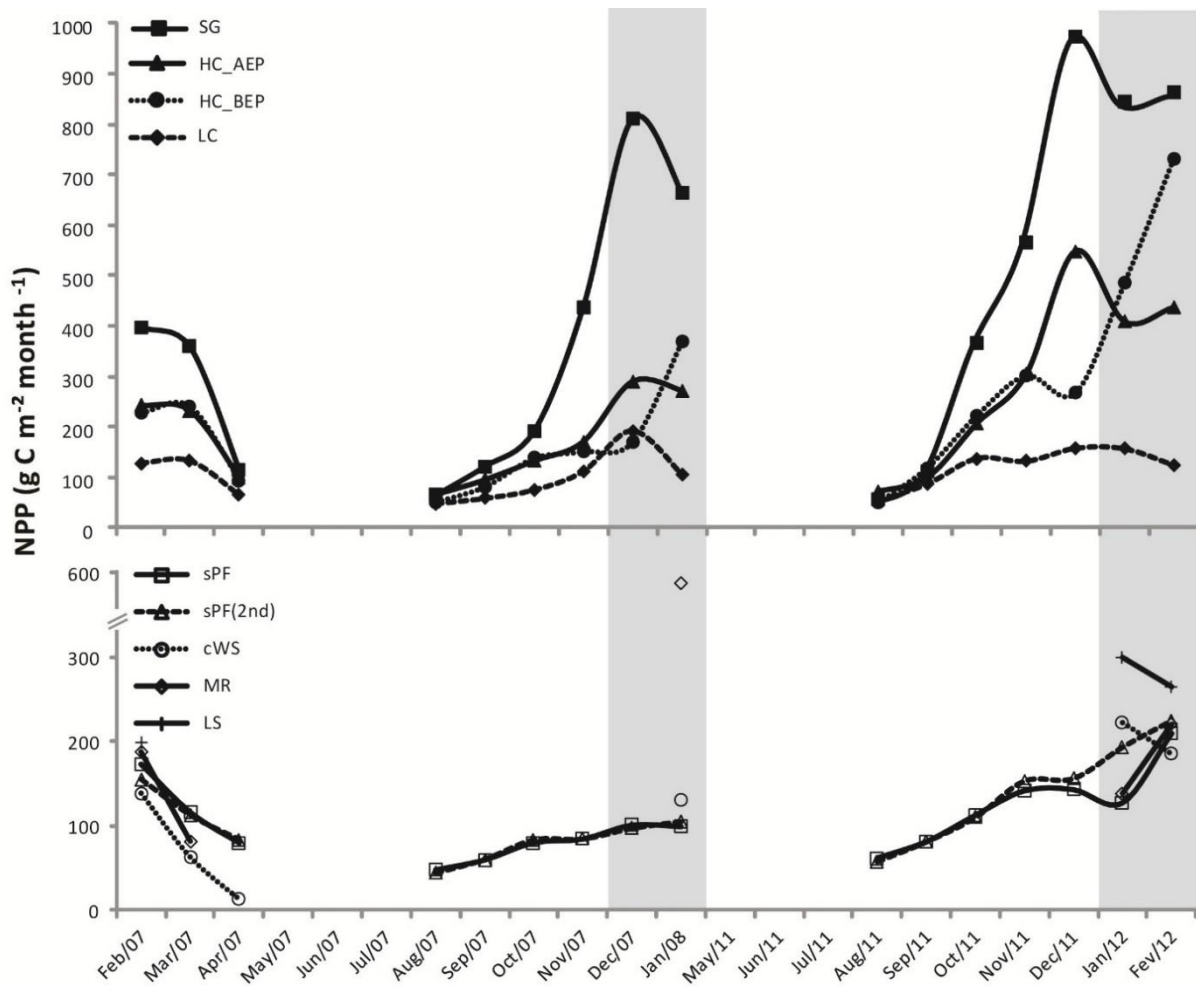 NPP (g C m⁻² month ⁻¹)
1000
900
800
700
600
500
400
300
200
100
0
SG
HC_AEP
HC_BEP
LC
600
300
200
100
0
sPF
sPF(2nd)
cWS
MR
LS
Feb/07
Mar/07
Apr/07
May/07
Jun/07
Jul/07
Aug/07
Sep/07
Oct/07
Nov/07
Dec/07
Jan/08
May/11
Jun/11
Jul/11
Aug/11
Sep/11
Oct/11
Nov/11
Dec/11
Jan/12
Fev/12